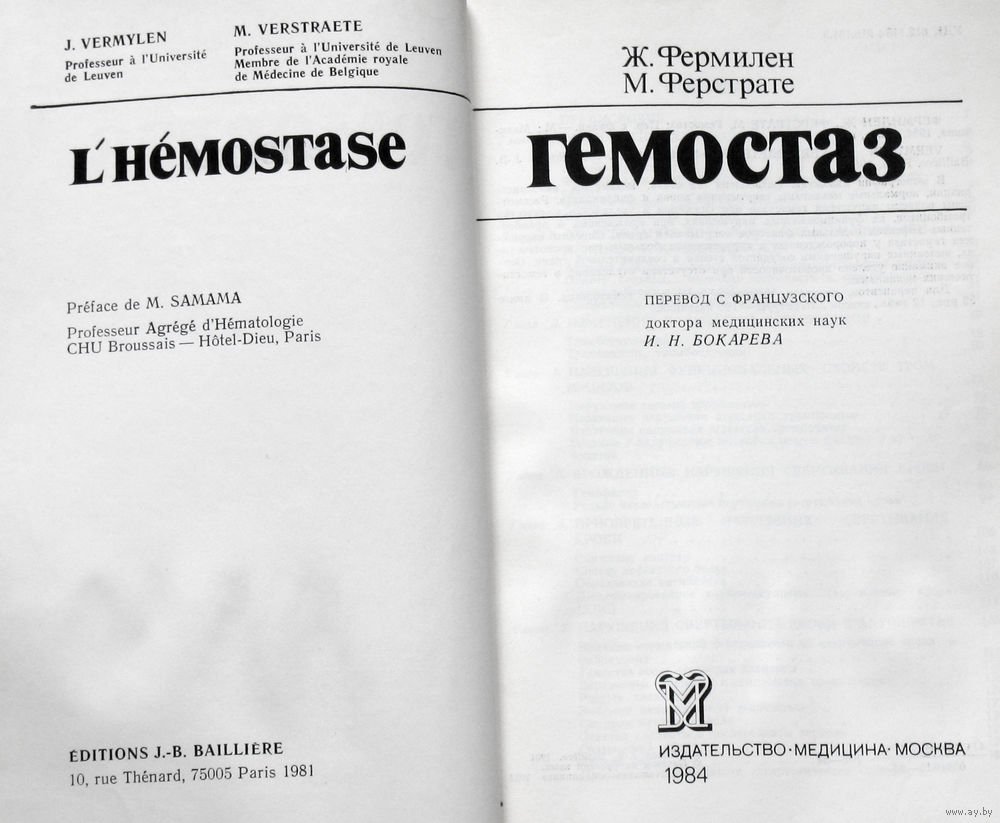 J. VERMYLEN
Professeur à l'Université
de Leuven
M. VERSTRAETE
Professeur à l'Université de Leuven
Membre de l'Académie royale
de Médecine de Belgique
L'HéMOSTASe
Préface de M. SAMAMA
Professeur Agrégé d'Hématologie
CHU Broussais — Hôtel-Dieu, Paris
ÉDITIONS J.-B. BAILLIÈRE
10, rue Thénard, 75005 Paris 1981
Ж. Фермилен
М. Ферстрате
гемостаз
ПЕРЕВОД С ФРАНЦУЗСКОГО
доктора медицинских наук
И. Н. БОКАРЕВА
М
ИЗДАТЕЛЬСТВО·МЕДИЦИНА·МОСКВА
1984
www.ay.by